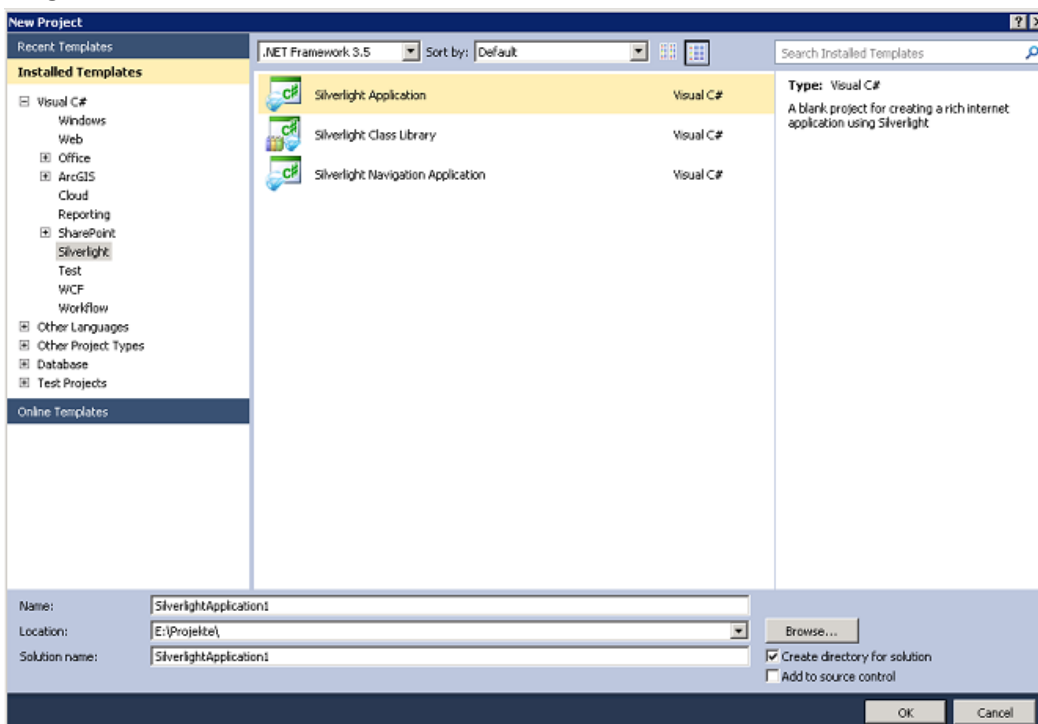 New Project
Recent Templates
Installed Templates
Visual C#
Windows
Web
Office
ArcGIS
Cloud
Reporting
SharePoint
Silverlight
Test
WCF
Workflow
Other Languages
Other Project Types
Database
Test Projects
Online Templates
.NET Framework 3.5 Sort by: Default
Silverlight Application Visual C#
Silverlight Class Library Visual C#
Silverlight Navigation Application Visual C#
Search Installed Templates
Type: Visual C#
A blank project for creating a rich internet
application using Silverlight
Name: SilverlightApplication1
Location: E:\Projekte\ Browse...
Solution name: SilverlightApplication1 Create directory for solution
Add to source control
OK Cancel